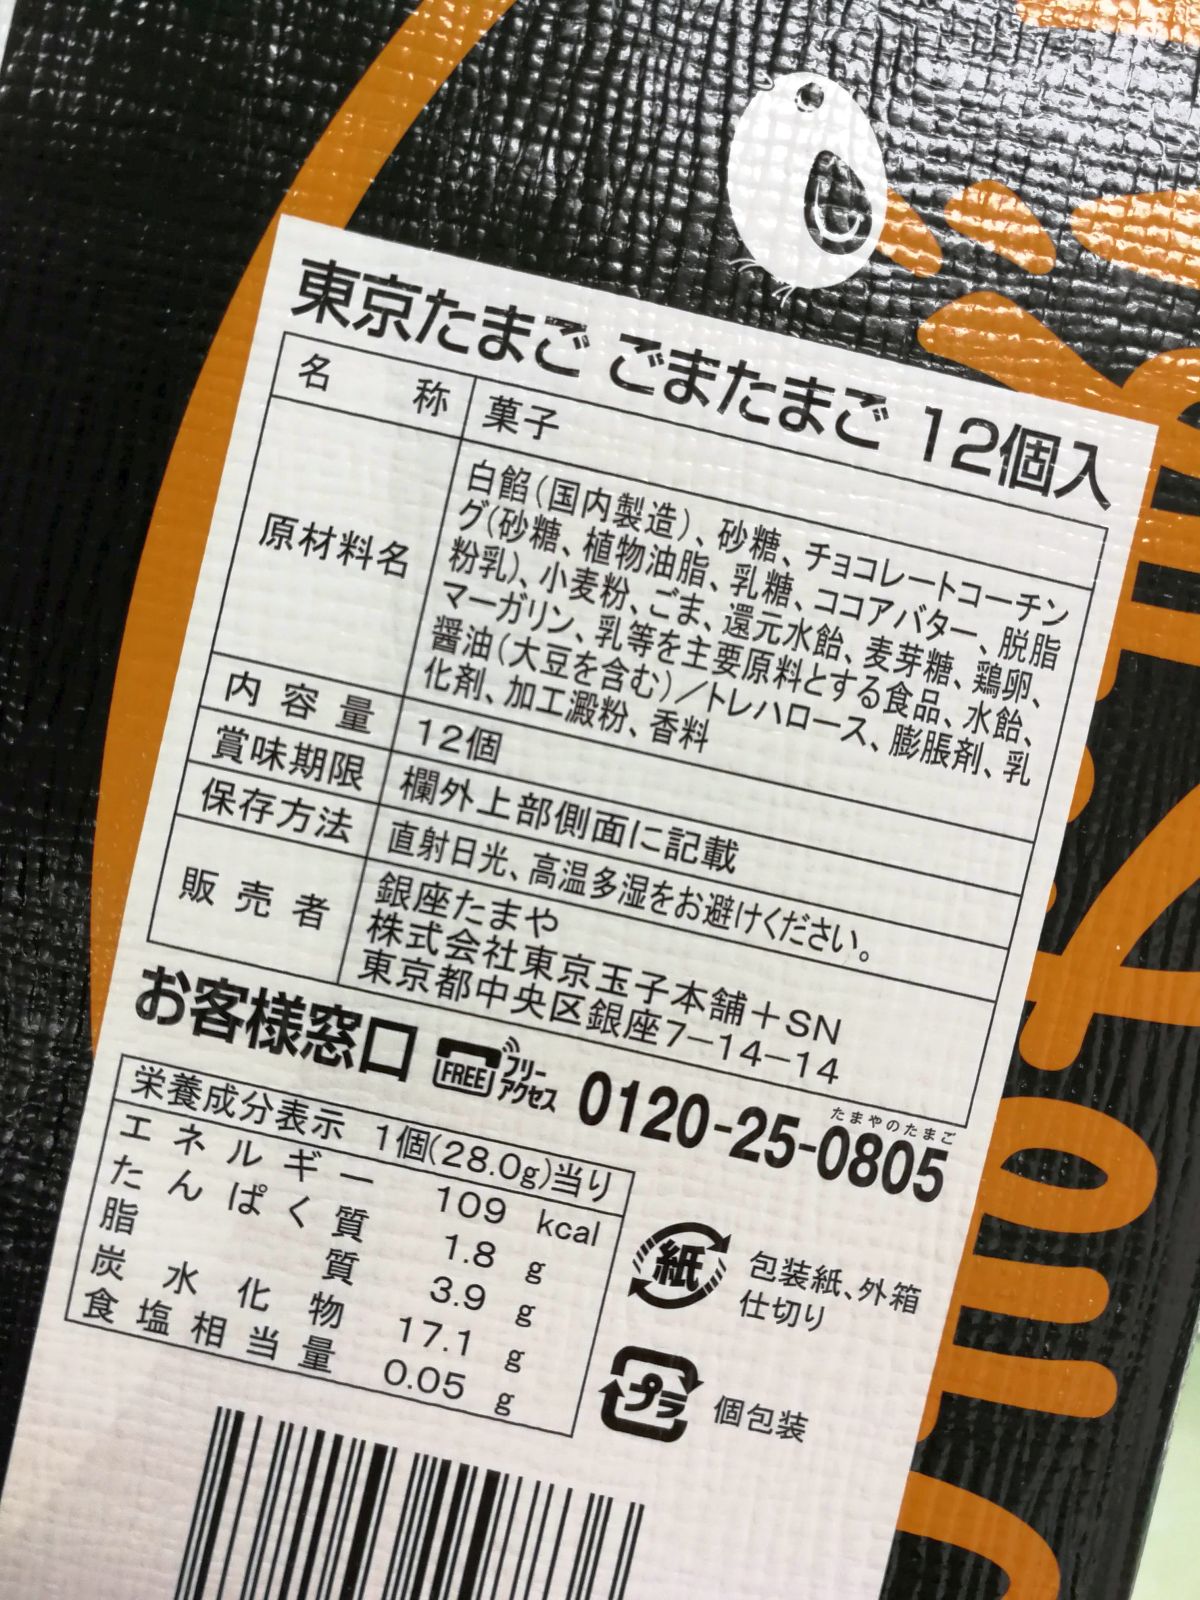 東京たまご ごまたまご 12個入
名称 菓子
原材料名 白餡(国内製造)、砂糖、チョコレートコーチン
グ(砂糖、植物油脂、乳糖、ココアバター、脱脂
粉乳)、小麦粉、ごま、還元水飴、麦芽糖、鶏卵、
マーガリン、乳等を主要原料とする食品、水飴、
醤油(大豆を含む)/トレハロース、膨脹剤、乳
化剤、加工澱粉、香料
内容量 12個
賞味期限 欄外上部側面に記載
保存方法 直射日光、高温多湿をお避けください。
販売者 銀座たまや
株式会社東京玉子本舗+SN
東京都中央区銀座7-14-14
お客様窓口 FREE フリーアクセス 0120-25-0805
たまやのたまご
栄養成分表示 1個(28.0g)当り
エネルギー 109 kcal
たんぱく質 1.8 g
脂質 3.9 g
炭水化物 17.1 g
食塩相当量 0.05 g
紙 包装紙、外箱
仕切り
プラ 個包装